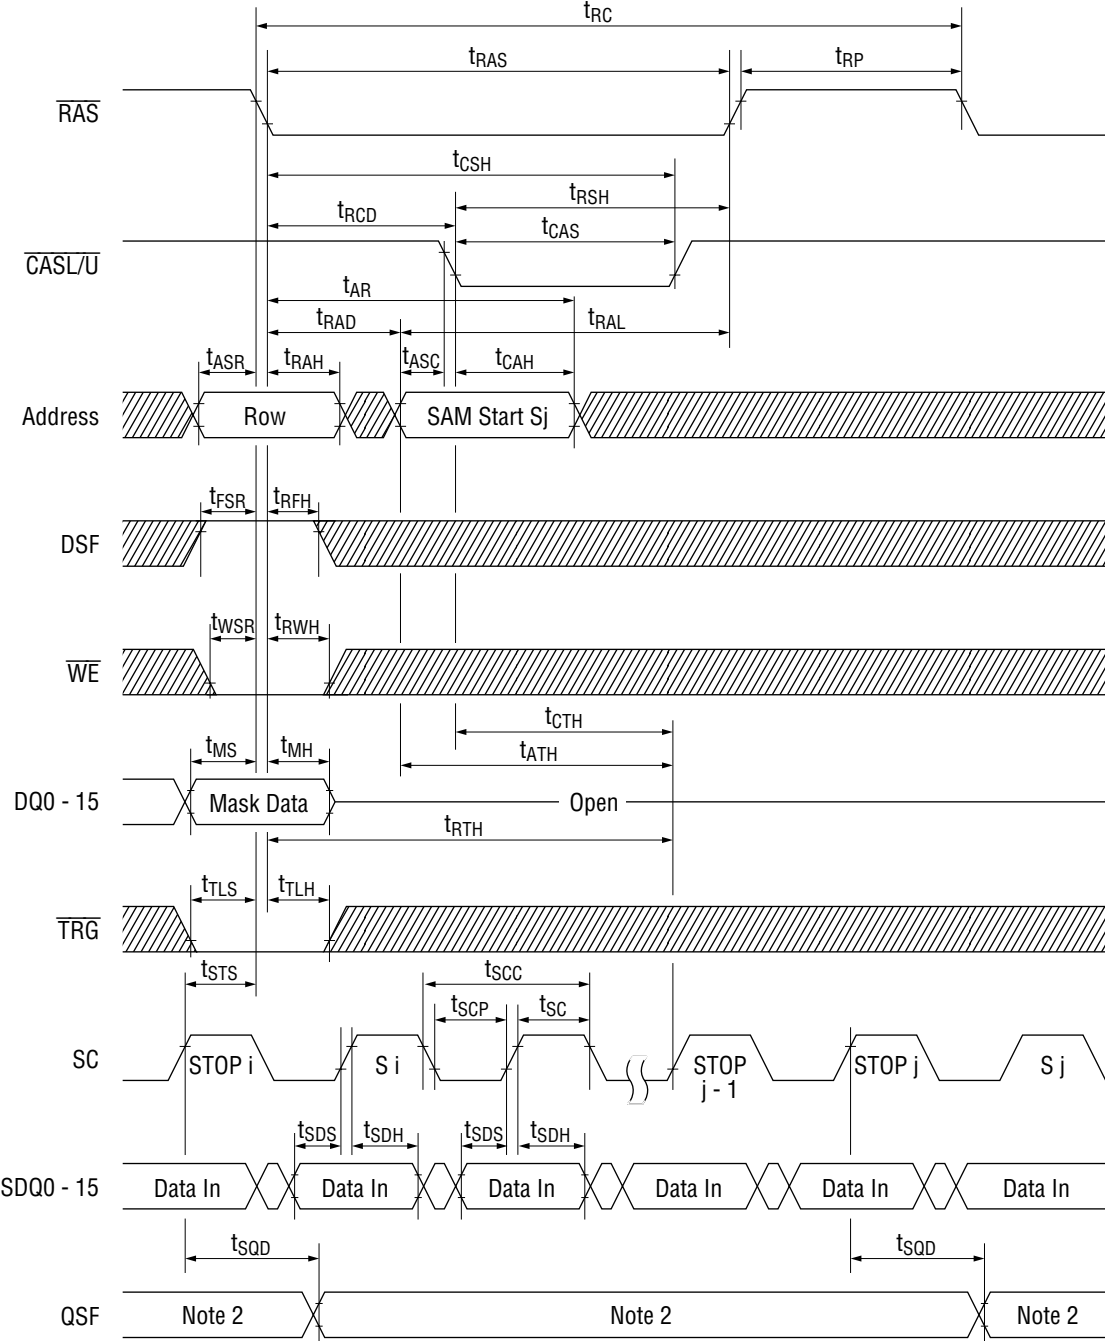 tRC
tRAS tRP
RAS
tCSH
tRSH
tRCD
tCAS
CASL/U
tAR
tRAD tRAL
tASR tRAH tASC tCAH
Address Row SAM Start Sj
tFSR tRFH
DSF
tWSR tRWH
WE
tCTH
tMS tMH tATH
DQ0 - 15 Mask Data Open
tRTH
tTLS tTLH
TRG
tSTS tSCC
tSCP tSC
SC STOP i S i STOP j - 1 STOP j S j
tSDS tSDH tSDS tSDH
SDQ0 - 15 Data In Data In Data In Data In Data In Data In
tSQD tSQD
QSF Note 2 Note 2 Note 2